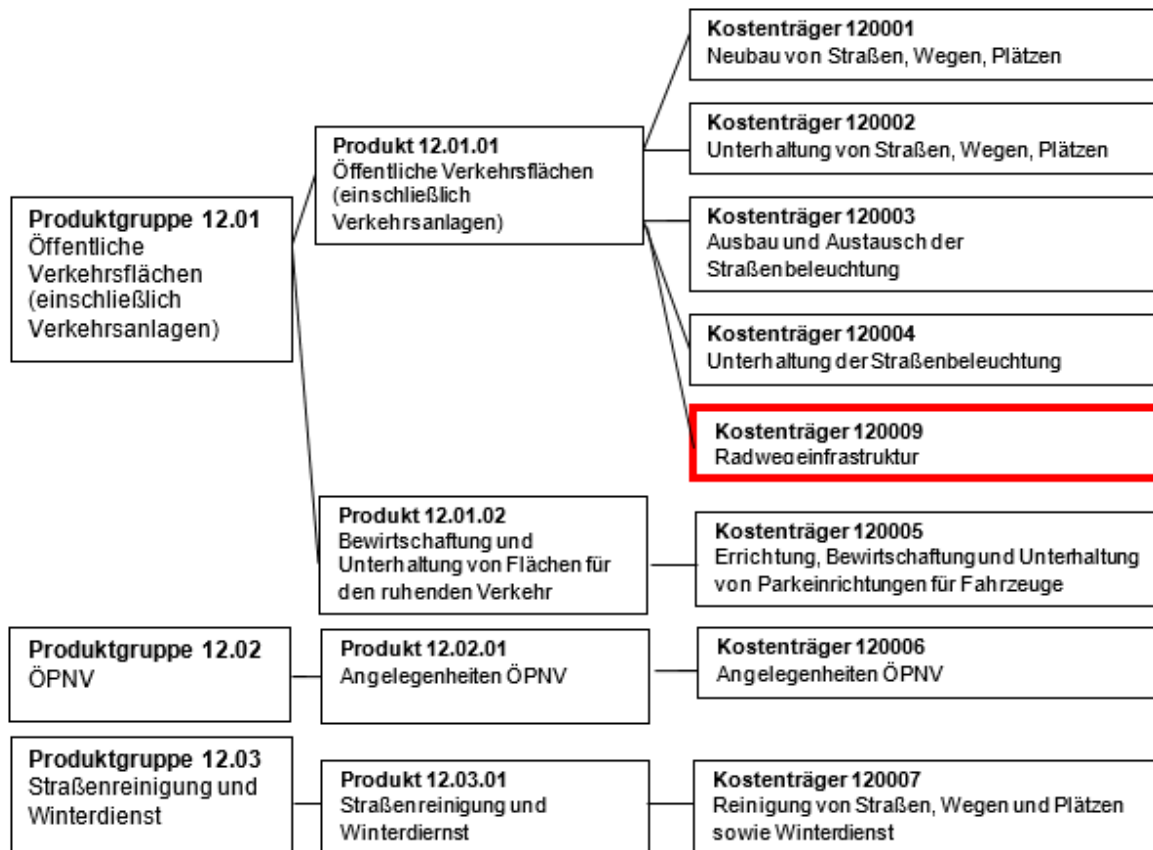 Produktgruppe 12.01
Öffentliche
Verkehrsflächen
(einschließlich
Verkehrsanlagen)
Produkt 12.01.01
Öffentliche Verkehrsflächen
(einschließlich
Verkehrsanlagen)
Kostenträger 120001
Neubau von Straßen, Wegen, Plätzen
Kostenträger 120002
Unterhaltung von Straßen, Wegen, Plätzen
Kostenträger 120003
Ausbau und Austausch der
Straßenbeleuchtung
Kostenträger 120004
Unterhaltung der Straßenbeleuchtung
Kostenträger 120009
Radwegeinfrastruktur
Produkt 12.01.02
Bewirtschaftung und
Unterhaltung von Flächen für
den ruhenden Verkehr
Kostenträger 120005
Errichtung, Bewirtschaftung und Unterhaltung
von Parkeinrichtungen für Fahrzeuge
Produktgruppe 12.02
ÖPNV
Produkt 12.02.01
Angelegenheiten ÖPNV
Kostenträger 120006
Angelegenheiten ÖPNV
Produktgruppe 12.03
Straßenreinigung und
Winterdienst
Produkt 12.03.01
Straßenreinigung und
Winterdiernst
Kostenträger 120007
Reinigung von Straßen, Wegen und Plätzen
sowie Winterdienst